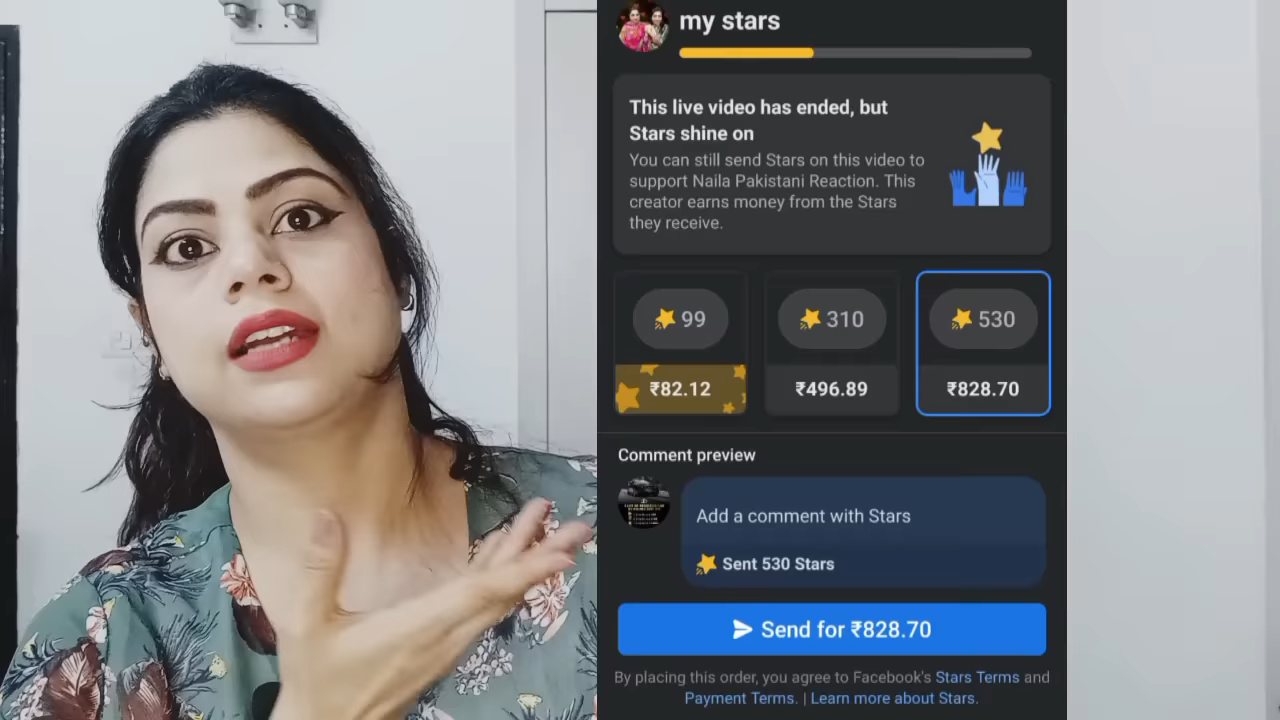 my stars
This live video has ended, but
Stars shine on
You can still send Stars on this video to
support Naila Pakistani Reaction. This
creator earns money from the Stars
they receive.
99
310
530
₹82.12
₹496.89
₹828.70
Comment preview
Add a comment with Stars
Sent 530 Stars
Send for ₹828.70
By placing this order, you agree to Facebook's Stars Terms and
Payment Terms. | Learn more about Stars.